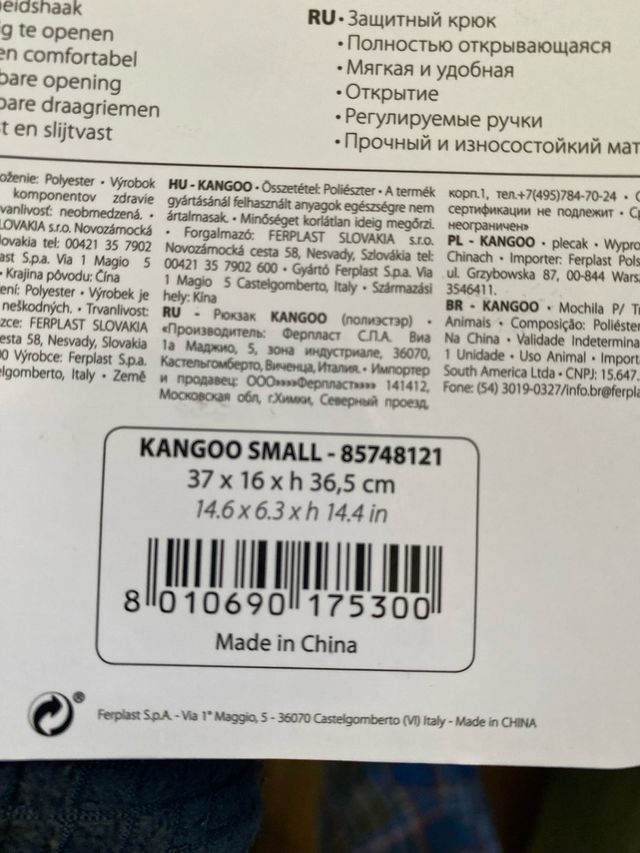 eidshaak
ig te openen
en comfortabel
bare opening
bare draagriemen
t en slijtvast
RU • Защитный крюк
• Полностью открывающаяся
• Мягкая и удобная
• Открытие
• Регулируемые ручки
• Прочный и износостойкий мат
oženie: Polyester • Výrobok
komponentov zdravie
vanlivosť: neobmedzená. •
LOVAKIA s.r.o. Novozámocká
lovakia tel: 00421 35 7902
ast S.p.a. Via 1 Magio 5
• Krajina pôvodu: Čína
ení: Polyester • Výrobek je
neškodných. • Trvanlivost:
zce: FERPLAST SLOVAKIA
esta 58, Nesvady, Slovakia
00 Výrobce: Ferplast S.p.a.
elgomberto, Italy • Země
HU - KANGOO • Összetétel: Poliészter • A termék
gyártásánál felhasznált anyagok egészségre nem
ártalmasak. • Minőséget korlátlan ideig megőrzi.
• Forgalmazó: FERPLAST SLOVAKIA s.r.o.
Novozámocká cesta 58, Nesvady, Szlovákia tel:
00421 35 7902 600 • Gyártó Ferplast S.p.a. Via
1 Magio 5 Castelgomberto, Italy • Származási
hely: Kína
RU - Рюкзак KANGOO (полиэстэр) •
«Производитель: Ферпласт С.П.А. Виа
1а Маджио, 5, зона индустриале, 36070,
Кастельгомберто, Виченца, Италия. • Импортер
и продавец: ООО»»»Ферпласт»»»» 141412,
Московская обл, г.Химки, Северный проезд,
корп.1, тел.+7(495)784-70-24 • С
сертификации не подлежит • Ср
неограничен»
PL - KANGOO • plecak • Wypro
Chinach • Importer: Ferplast Pols
ul. Grzybowska 87, 00-844 Wars
3546411.
BR - KANGOO • Mochila P/ Tr
Animais • Composição: Poliéster
Na China • Validade Indetermina
1 Unidade • Uso Animal • Import
South America Ltda • CNPJ: 15.647.
Fone: (54) 3019-0327/info.br@ferpla
KANGOO SMALL - 85748121
37 x 16 x h 36,5 cm
14.6 x 6.3 x h 14.4 in
8 010690 175300
Made in China
Ferplast S.p.A. - Via 1° Maggio, 5 - 36070 Castelgomberto (VI) Italy - Made in CHINA